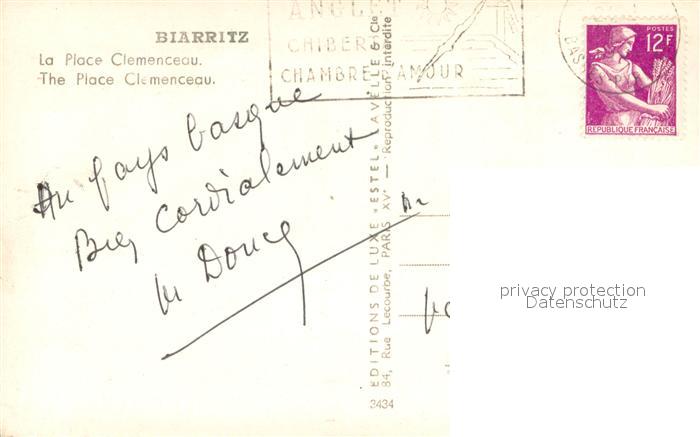 BIARRITZ
La Place Clemenceau.
The Place Clemenceau.
ANGLET
CHIBER
CHAMBRE AMOUR
POSTES
12F
REPUBLIQUE FRANÇAISE
Au pays basque
Bien cordialement
EDITIONS DE LUXE "ESTEL" LAVELLE & Cie
84, Rue Lecourbe, PARIS XVe — Reproduction interdite
3434
privacy protection
Datenschutz